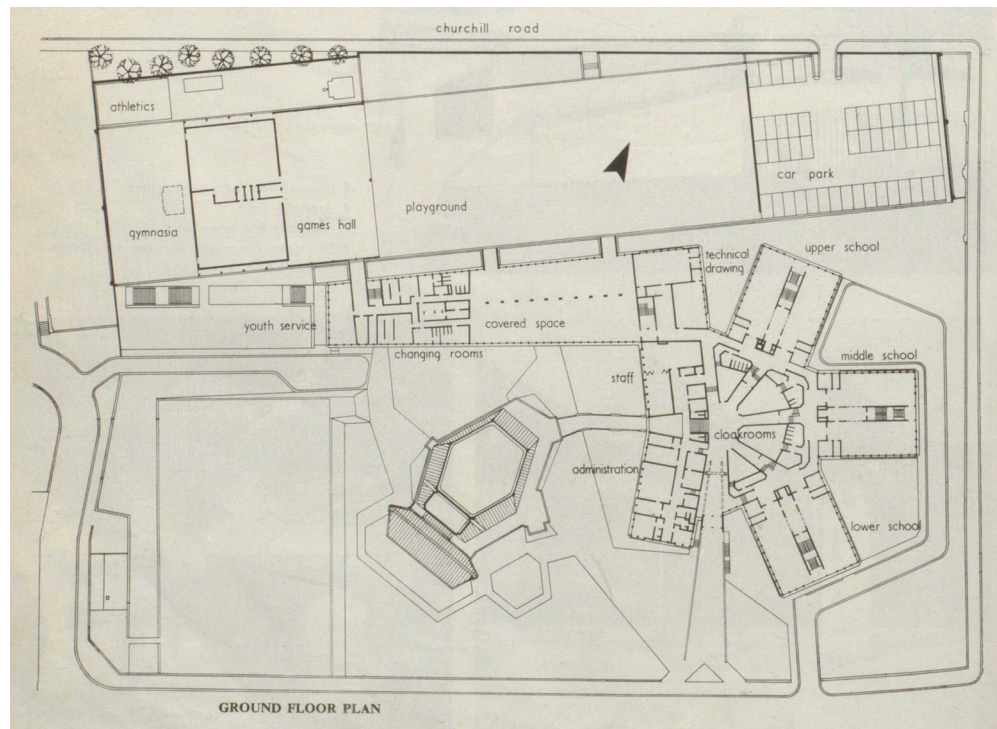 churchill road
athletics
car park
playground
games hall
gymnasia
upper school
technical
drawing
youth service
covered space
changing rooms
middle school
staff
cloakrooms
administration
lower school
GROUND FLOOR PLAN